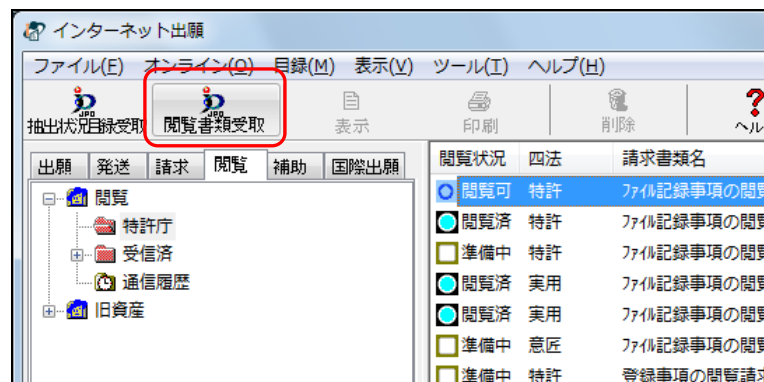 インターネット出願
ファイル(F) オンライン(O) 目録(M) 表示(V) ツール(T) ヘルプ(H)
JPO JPO
抽出状況目録受取 閲覧書類受取 表示 印刷 削除 ヘル
出願 発送 請求 閲覧 補助 国際出願
閲覧
特許庁
受信済
通信履歴
旧資産
閲覧状況 四法 請求書類名
閲覧可 特許 ファイル記録事項の閲覧
閲覧済 特許 ファイル記録事項の閲覧
準備中 特許 ファイル記録事項の閲覧
閲覧済 実用 ファイル記録事項の閲覧
閲覧済 実用 ファイル記録事項の閲覧
準備中 意匠 ファイル記録事項の閲覧
準備中 特許 登録事項の閲覧請求